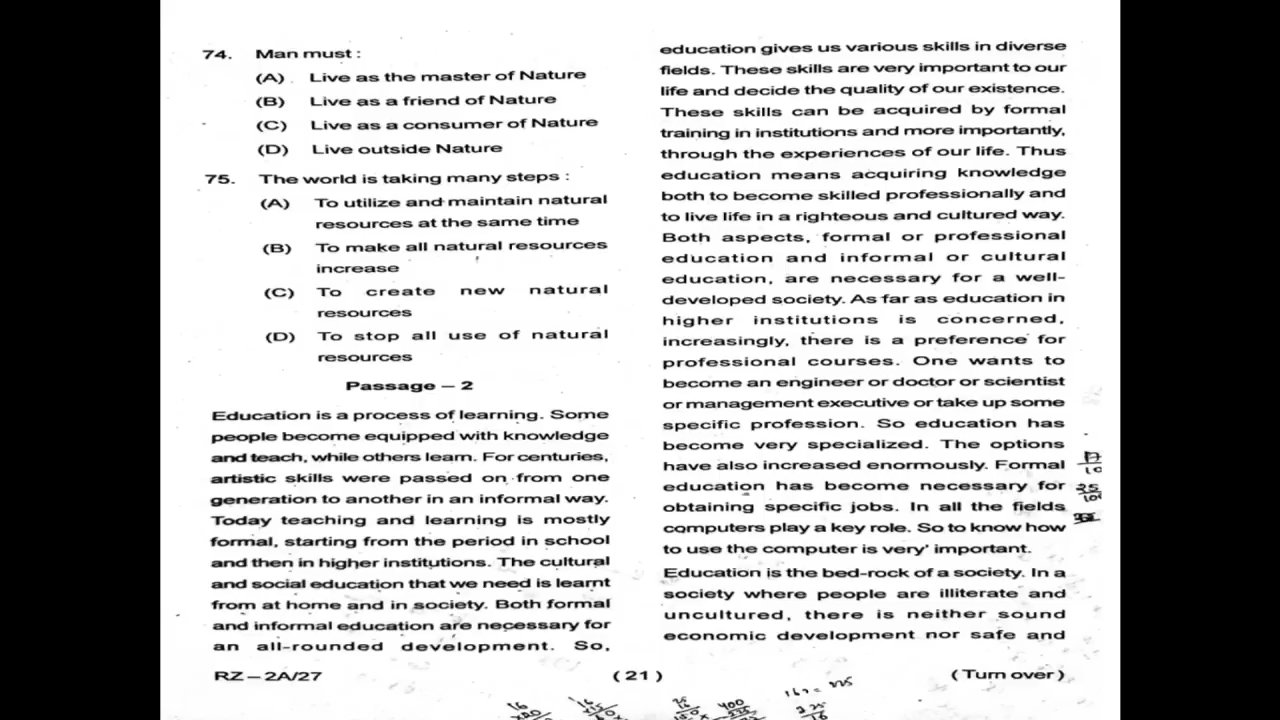 74. Man must :
(A) Live as the master of Nature
(B) Live as a friend of Nature
(C) Live as a consumer of Nature
(D) Live outside Nature
75. The world is taking many steps :
(A) To utilize and maintain natural
resources at the same time
(B) To make all natural resources
increase
(C) To create new natural
resources
(D) To stop all use of natural
resources
Passage – 2
Education is a process of learning. Some
people become equipped with knowledge
and teach, while others learn. For centuries,
artistic skills were passed on from one
generation to another in an informal way.
Today teaching and learning is mostly
formal, starting from the period in school
and then in higher institutions. The cultural
and social education that we need is learnt
from at home and in society. Both formal
and informal education are necessary for
an all-rounded development. So,
education gives us various skills in diverse
fields. These skills are very important to our
life and decide the quality of our existence.
These skills can be acquired by formal
training in institutions and more importantly,
through the experiences of our life. Thus
education means acquiring knowledge
both to become skilled professionally and
to live life in a righteous and cultured way.
Both aspects, formal or professional
education and informal or cultural
education, are necessary for a well-
developed society. As far as education in
higher institutions is concerned,
increasingly, there is a preference for
professional courses. One wants to
become an engineer or doctor or scientist
or management executive or take up some
specific profession. So education has
become very specialized. The options
have also increased enormously. Formal
education has become necessary for
obtaining specific jobs. In all the fields
computers play a key role. So to know how
to use the computer is very important.
Education is the bed-rock of a society. In a
society where people are illiterate and
uncultured, there is neither sound
economic development nor safe and
RZ – 2A/27
(21)
(Turn over)